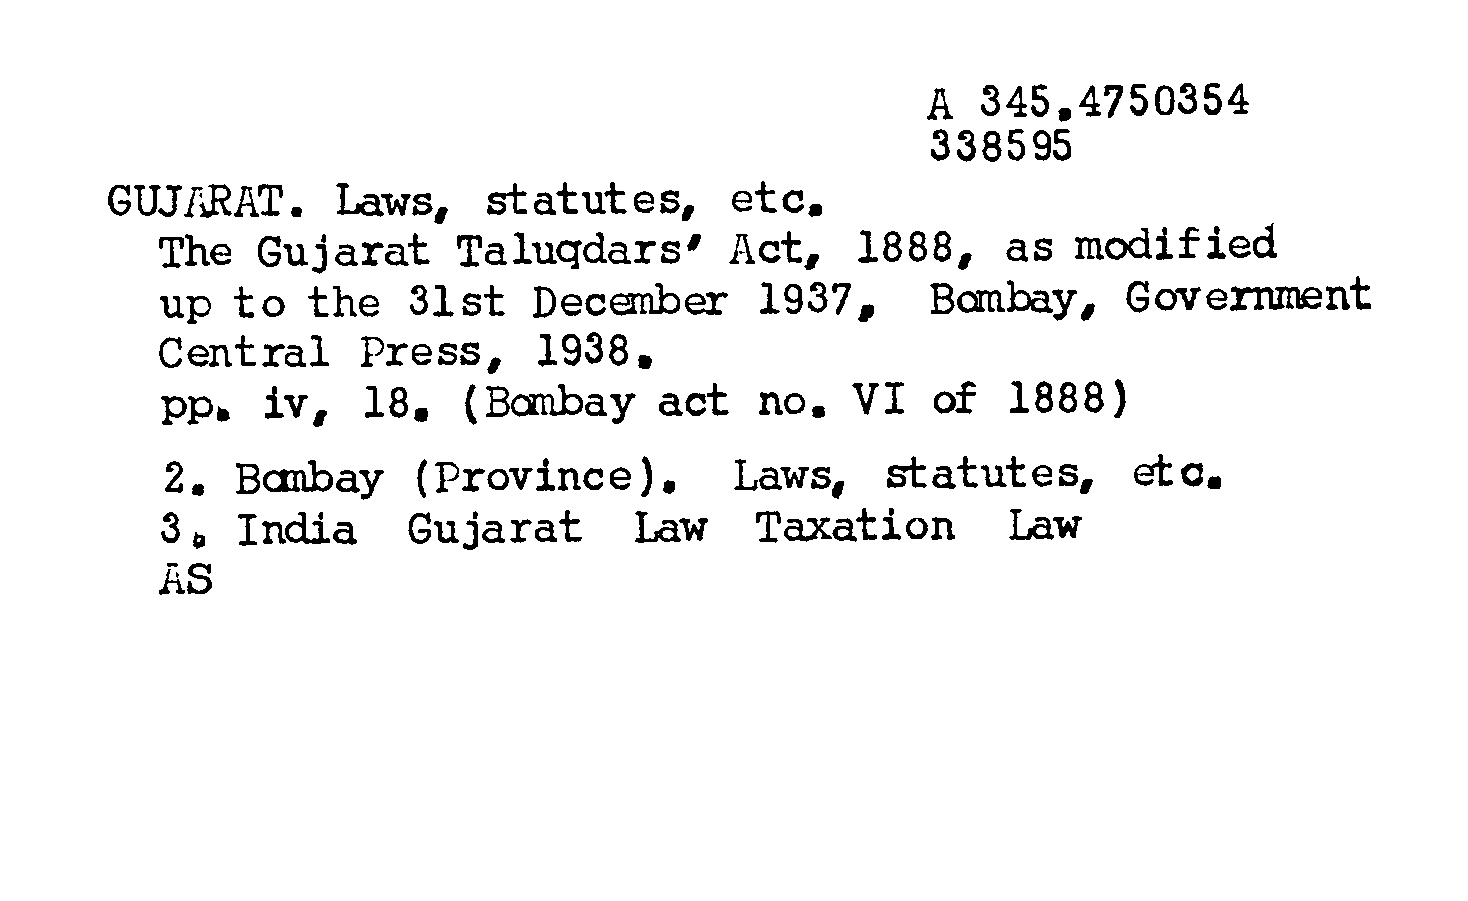 A 345.4750354
338595
GUJARAT. Laws, statutes, etc.
The Gujarat Taluqdars' Act, 1888, as modified
up to the 31st December 1937, Bombay, Government
Central Press, 1938.
pp. iv, 18. (Bombay act no. VI of 1888)
2. Bombay (Province). Laws, statutes, etc.
3. India Gujarat Law Taxation Law
AS